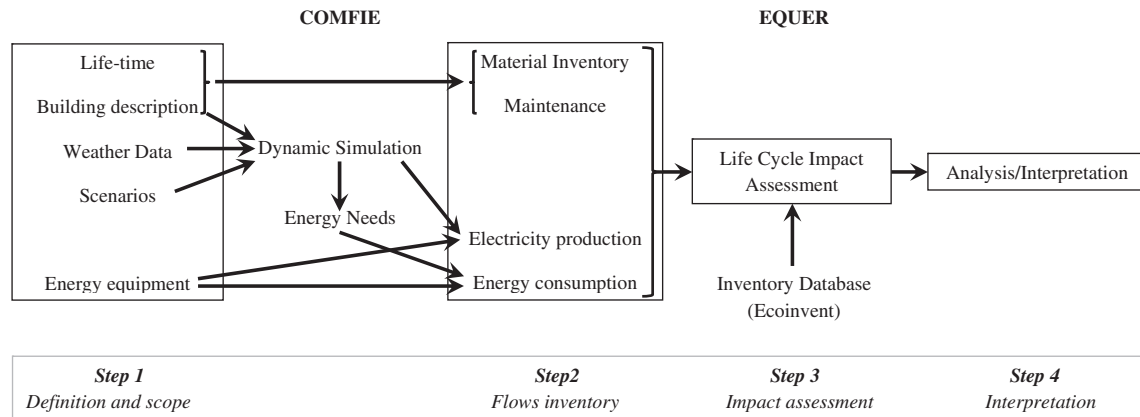 COMFIE
EQUER
Life-time
Building description
Weather Data
Scenarios
Energy equipment
Dynamic Simulation
Energy Needs
Material Inventory
Maintenance
Electricity production
Energy consumption
Life Cycle Impact
Assessment
Inventory Database
(Ecoinvent)
Analysis/Interpretation
Step 1
Definition and scope
Step2
Flows inventory
Step 3
Impact assessment
Step 4
Interpretation